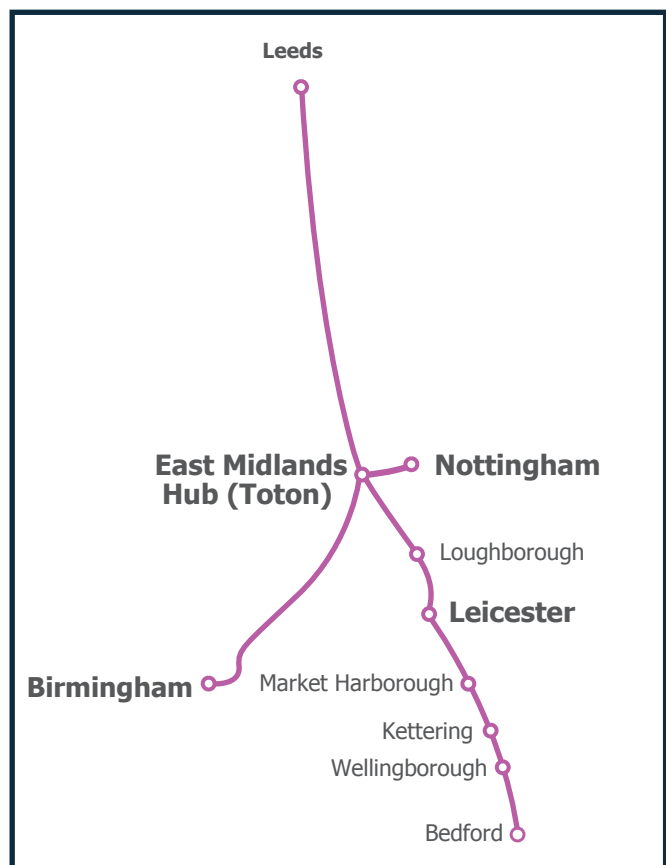 Leeds
East Midlands
Hub (Toton)
Nottingham
Loughborough
Leicester
Birmingham
Market Harborough
Kettering
Wellingborough
Bedford